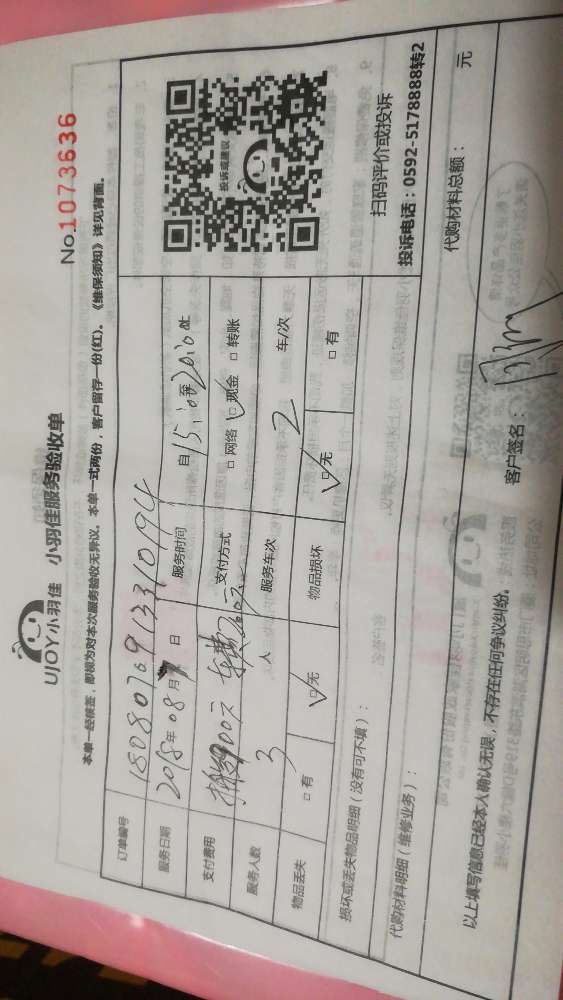 UJOY小羽佳 小羽佳服务验收单
No.1073636
本单一经核签，即视为对本次服务验收无异议。本单一式两份，客户留存一份(红)。《维保须知》详见背面。
订单编号 180807691331094
服务日期 2018年08月 日 服务时间 自15:00至20:0
支付费用 支付方式 □网络 □现金 □转账
服务人数 3 人 服务车次 2 车/次
物品丢失 □有 □无 物品损坏 □无 □有
投诉或建议
扫码评价或投诉
投诉电话：0592-5178888转2
损坏或丢失物品明细（没有可不填）：
代购材料明细（维修业务）： 代购材料总额： 元
以上填写信息已经本人确认无误，不存在任何争议纠纷。 客户签名：